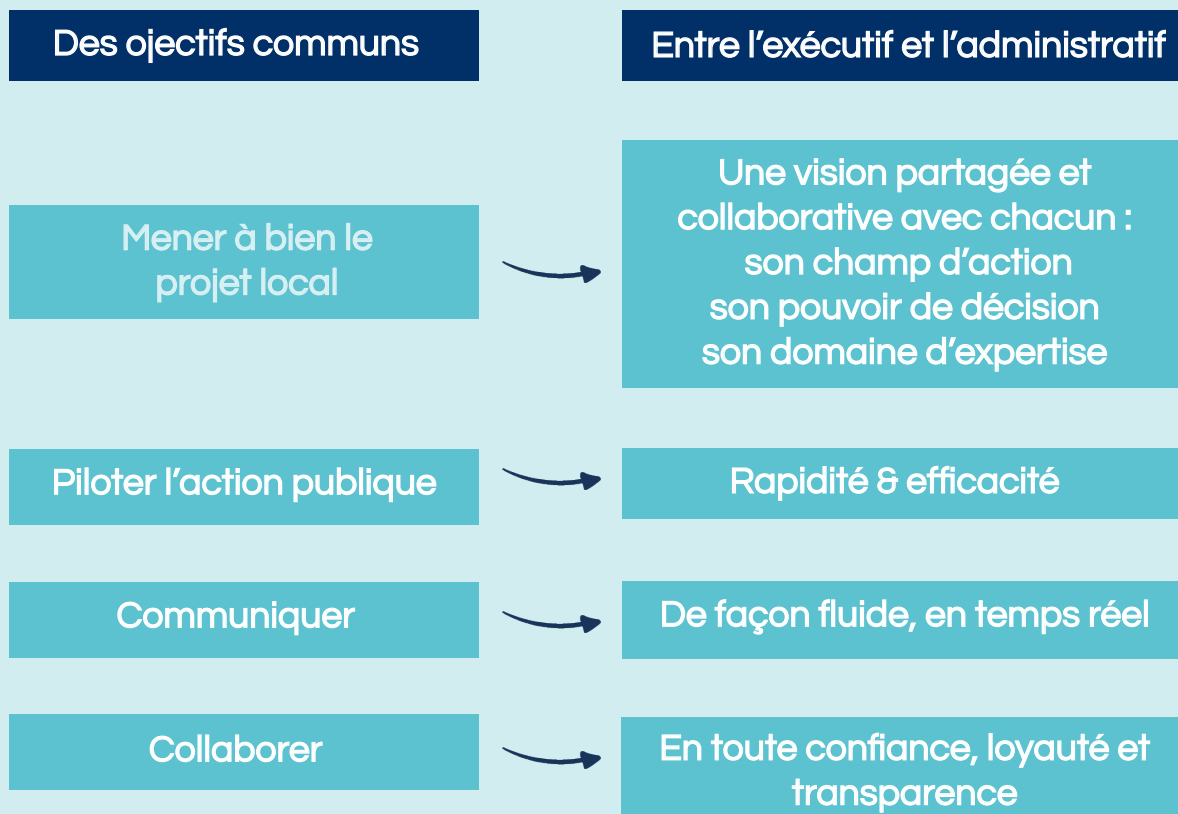 Des ojectifs communs
Entre l'exécutif et l'administratif
Mener à bien le
projet local
Une vision partagée et
collaborative avec chacun :
son champ d'action
son pouvoir de décision
son domaine d'expertise
Piloter l'action publique
Rapidité & efficacité
Communiquer
De façon fluide, en temps réel
Collaborer
En toute confiance, loyauté et
transparence